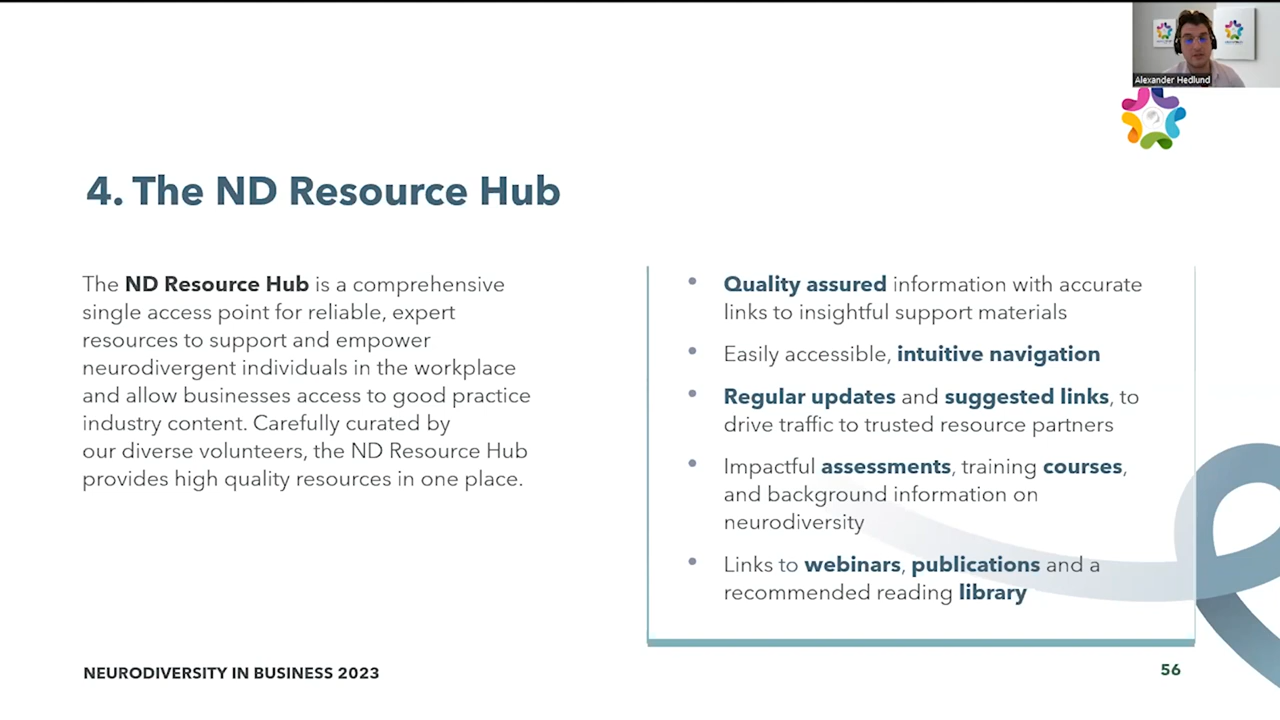 Alexander Hedlund
4. The ND Resource Hub
The ND Resource Hub is a comprehensive
single access point for reliable, expert
resources to support and empower
neurodivergent individuals in the workplace
and allow businesses access to good practice
industry content. Carefully curated by
our diverse volunteers, the ND Resource Hub
provides high quality resources in one place.
• Quality assured information with accurate
links to insightful support materials
• Easily accessible, intuitive navigation
• Regular updates and suggested links, to
drive traffic to trusted resource partners
• Impactful assessments, training courses,
and background information on
neurodiversity
• Links to webinars, publications and a
recommended reading library
NEURODIVERSITY IN BUSINESS 2023
56